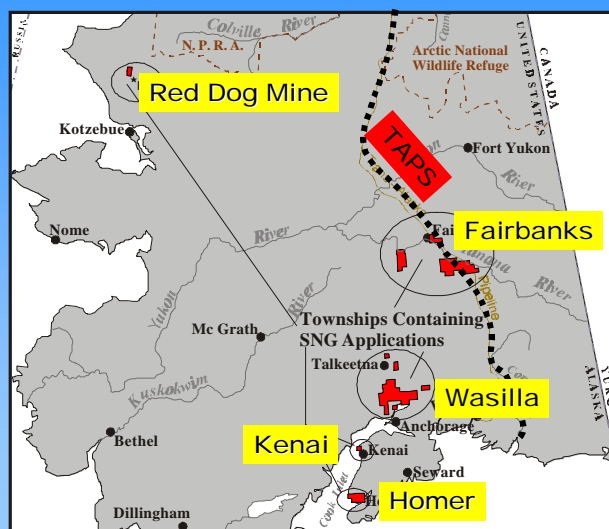 RUSSIA
Colville River
N.P.R.A.
Arctic National
Wildlife Refuge
CANADA
UNITED STATES
Red Dog Mine
Kotzebue
TAPS
Fort Yukon
River
Nome
River
Fairbanks
Tanana
River
Yukon
River
Pipeline
Mc Grath
Townships Containing
SNG Applications
Talkeetna
Kuskokwim
River
Wasilla
ALASKA
Anchorage
Bethel
Kenai
Kenai
Seward
Cook Inlet
Homer
Dillingham